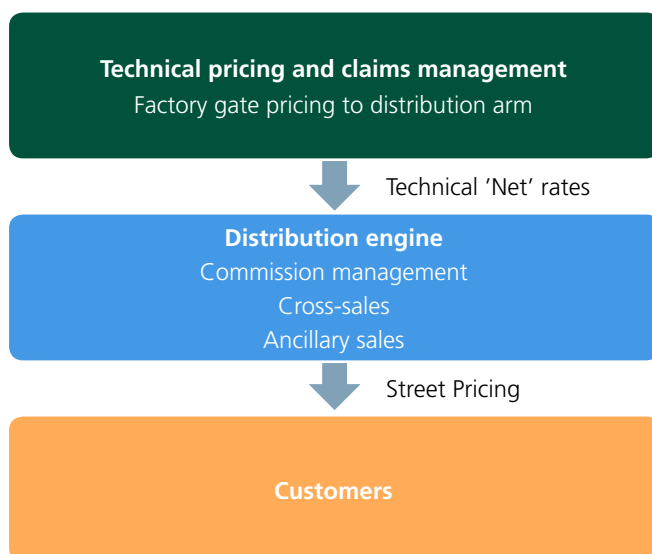 Technical pricing and claims management
Factory gate pricing to distribution arm
Technical ’Net’ rates
Distribution engine
Commission management
Cross-sales
Ancillary sales
Street Pricing
Customers